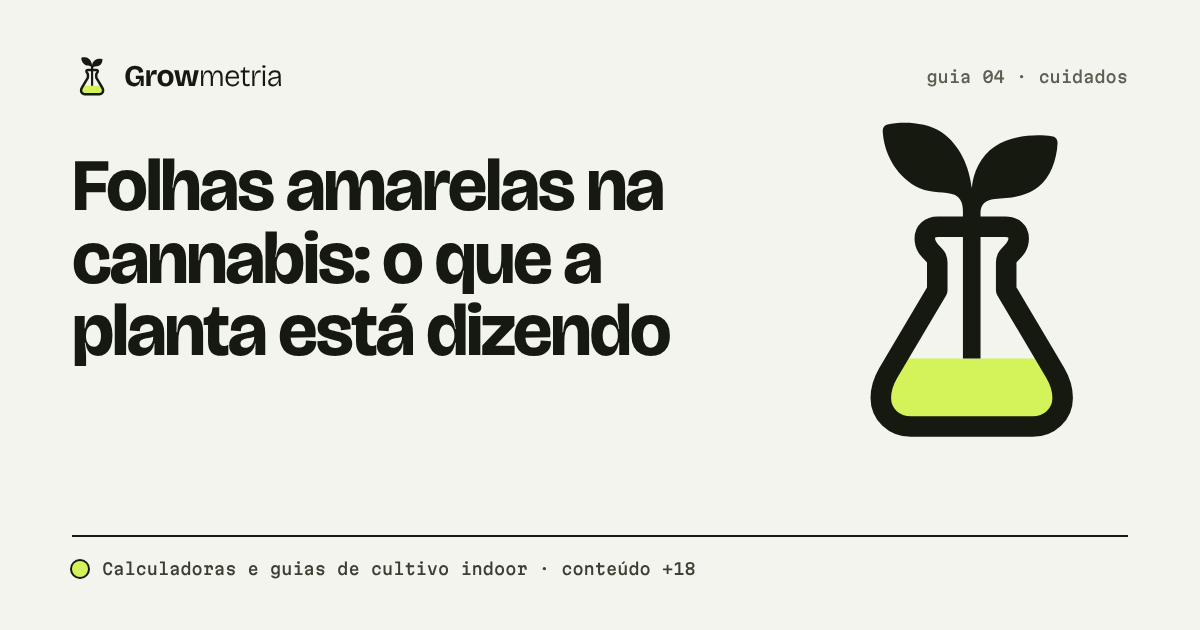 Growmetria
guia 04 · cuidados
Folhas amarelas na
cannabis: o que a
planta está dizendo
Calculadoras e guias de cultivo indoor · conteúdo +18